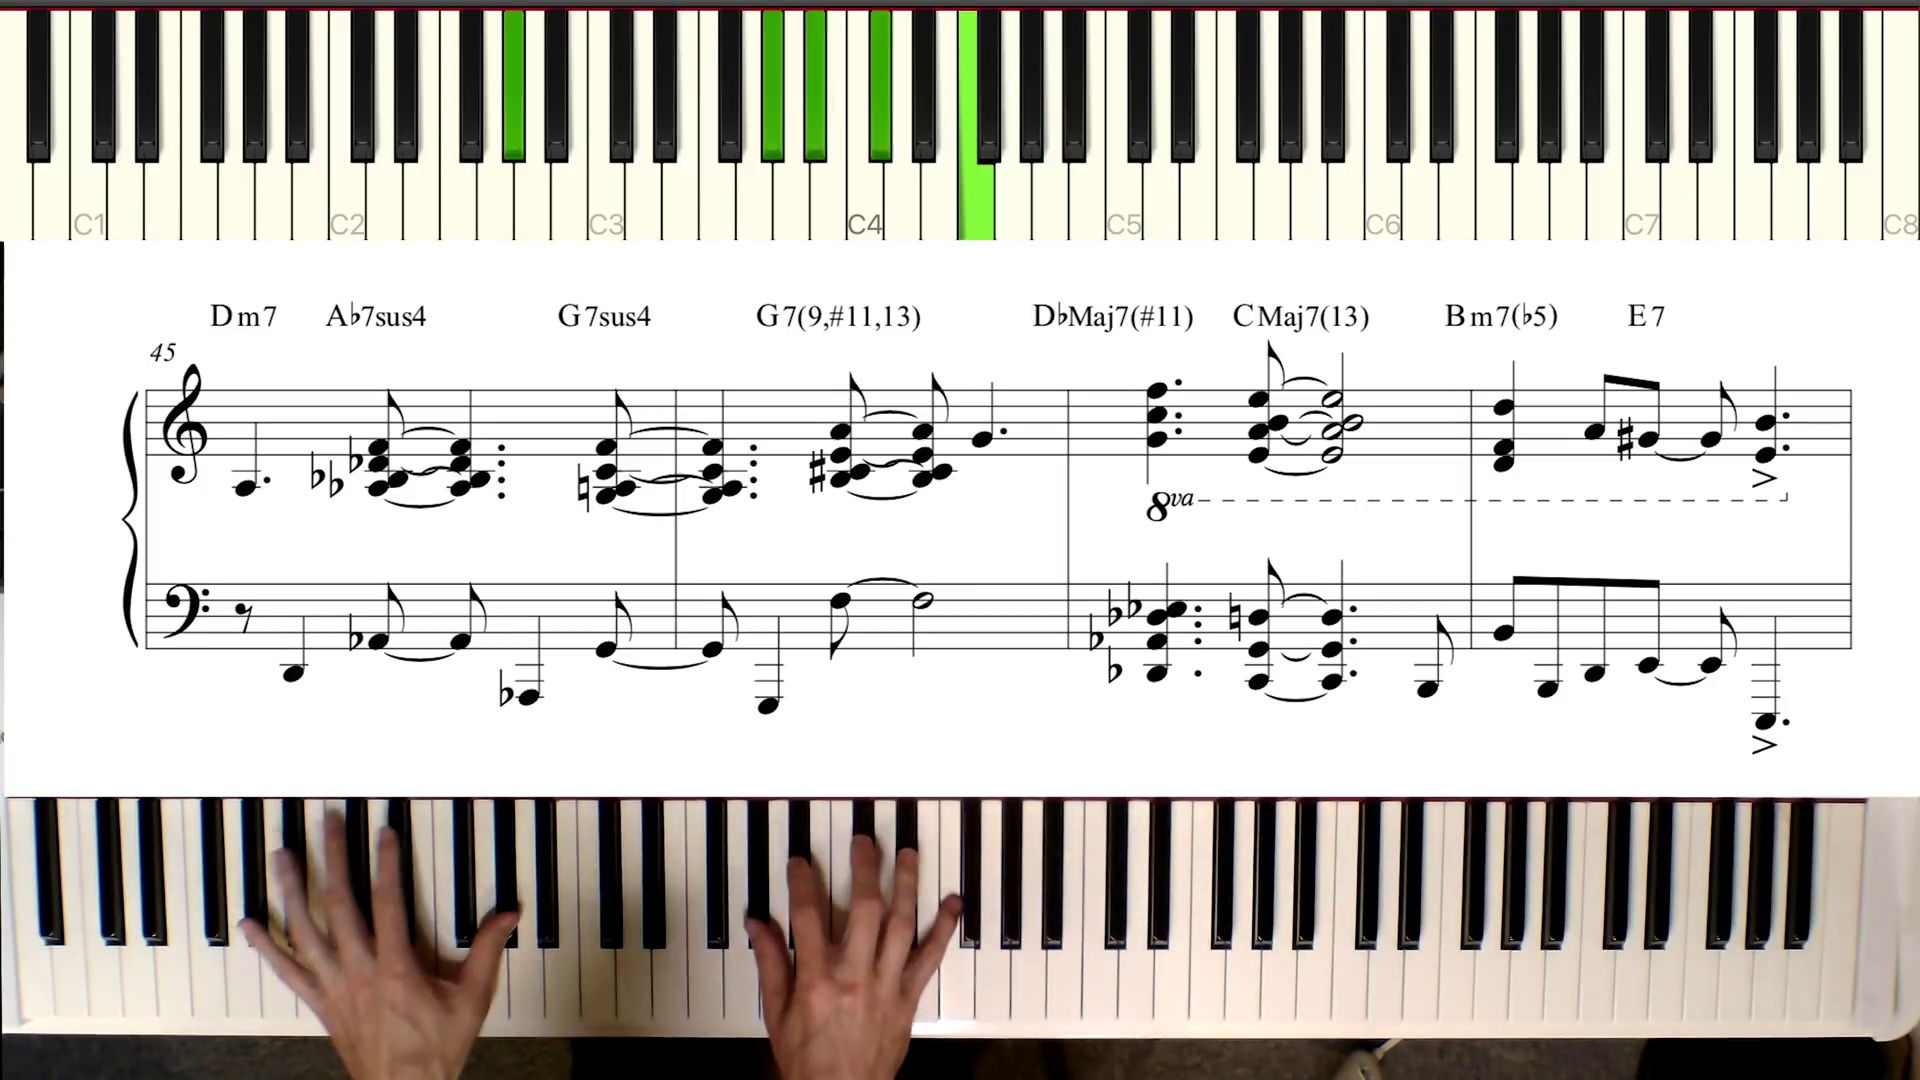 C1 C2 C3 C4 C5 C6 C7 C8
Dm7 A♭7sus4 G7sus4 G7(9,#11,13) D♭Maj7(#11) CMaj7(13) Bm7(♭5) E7
45
8va